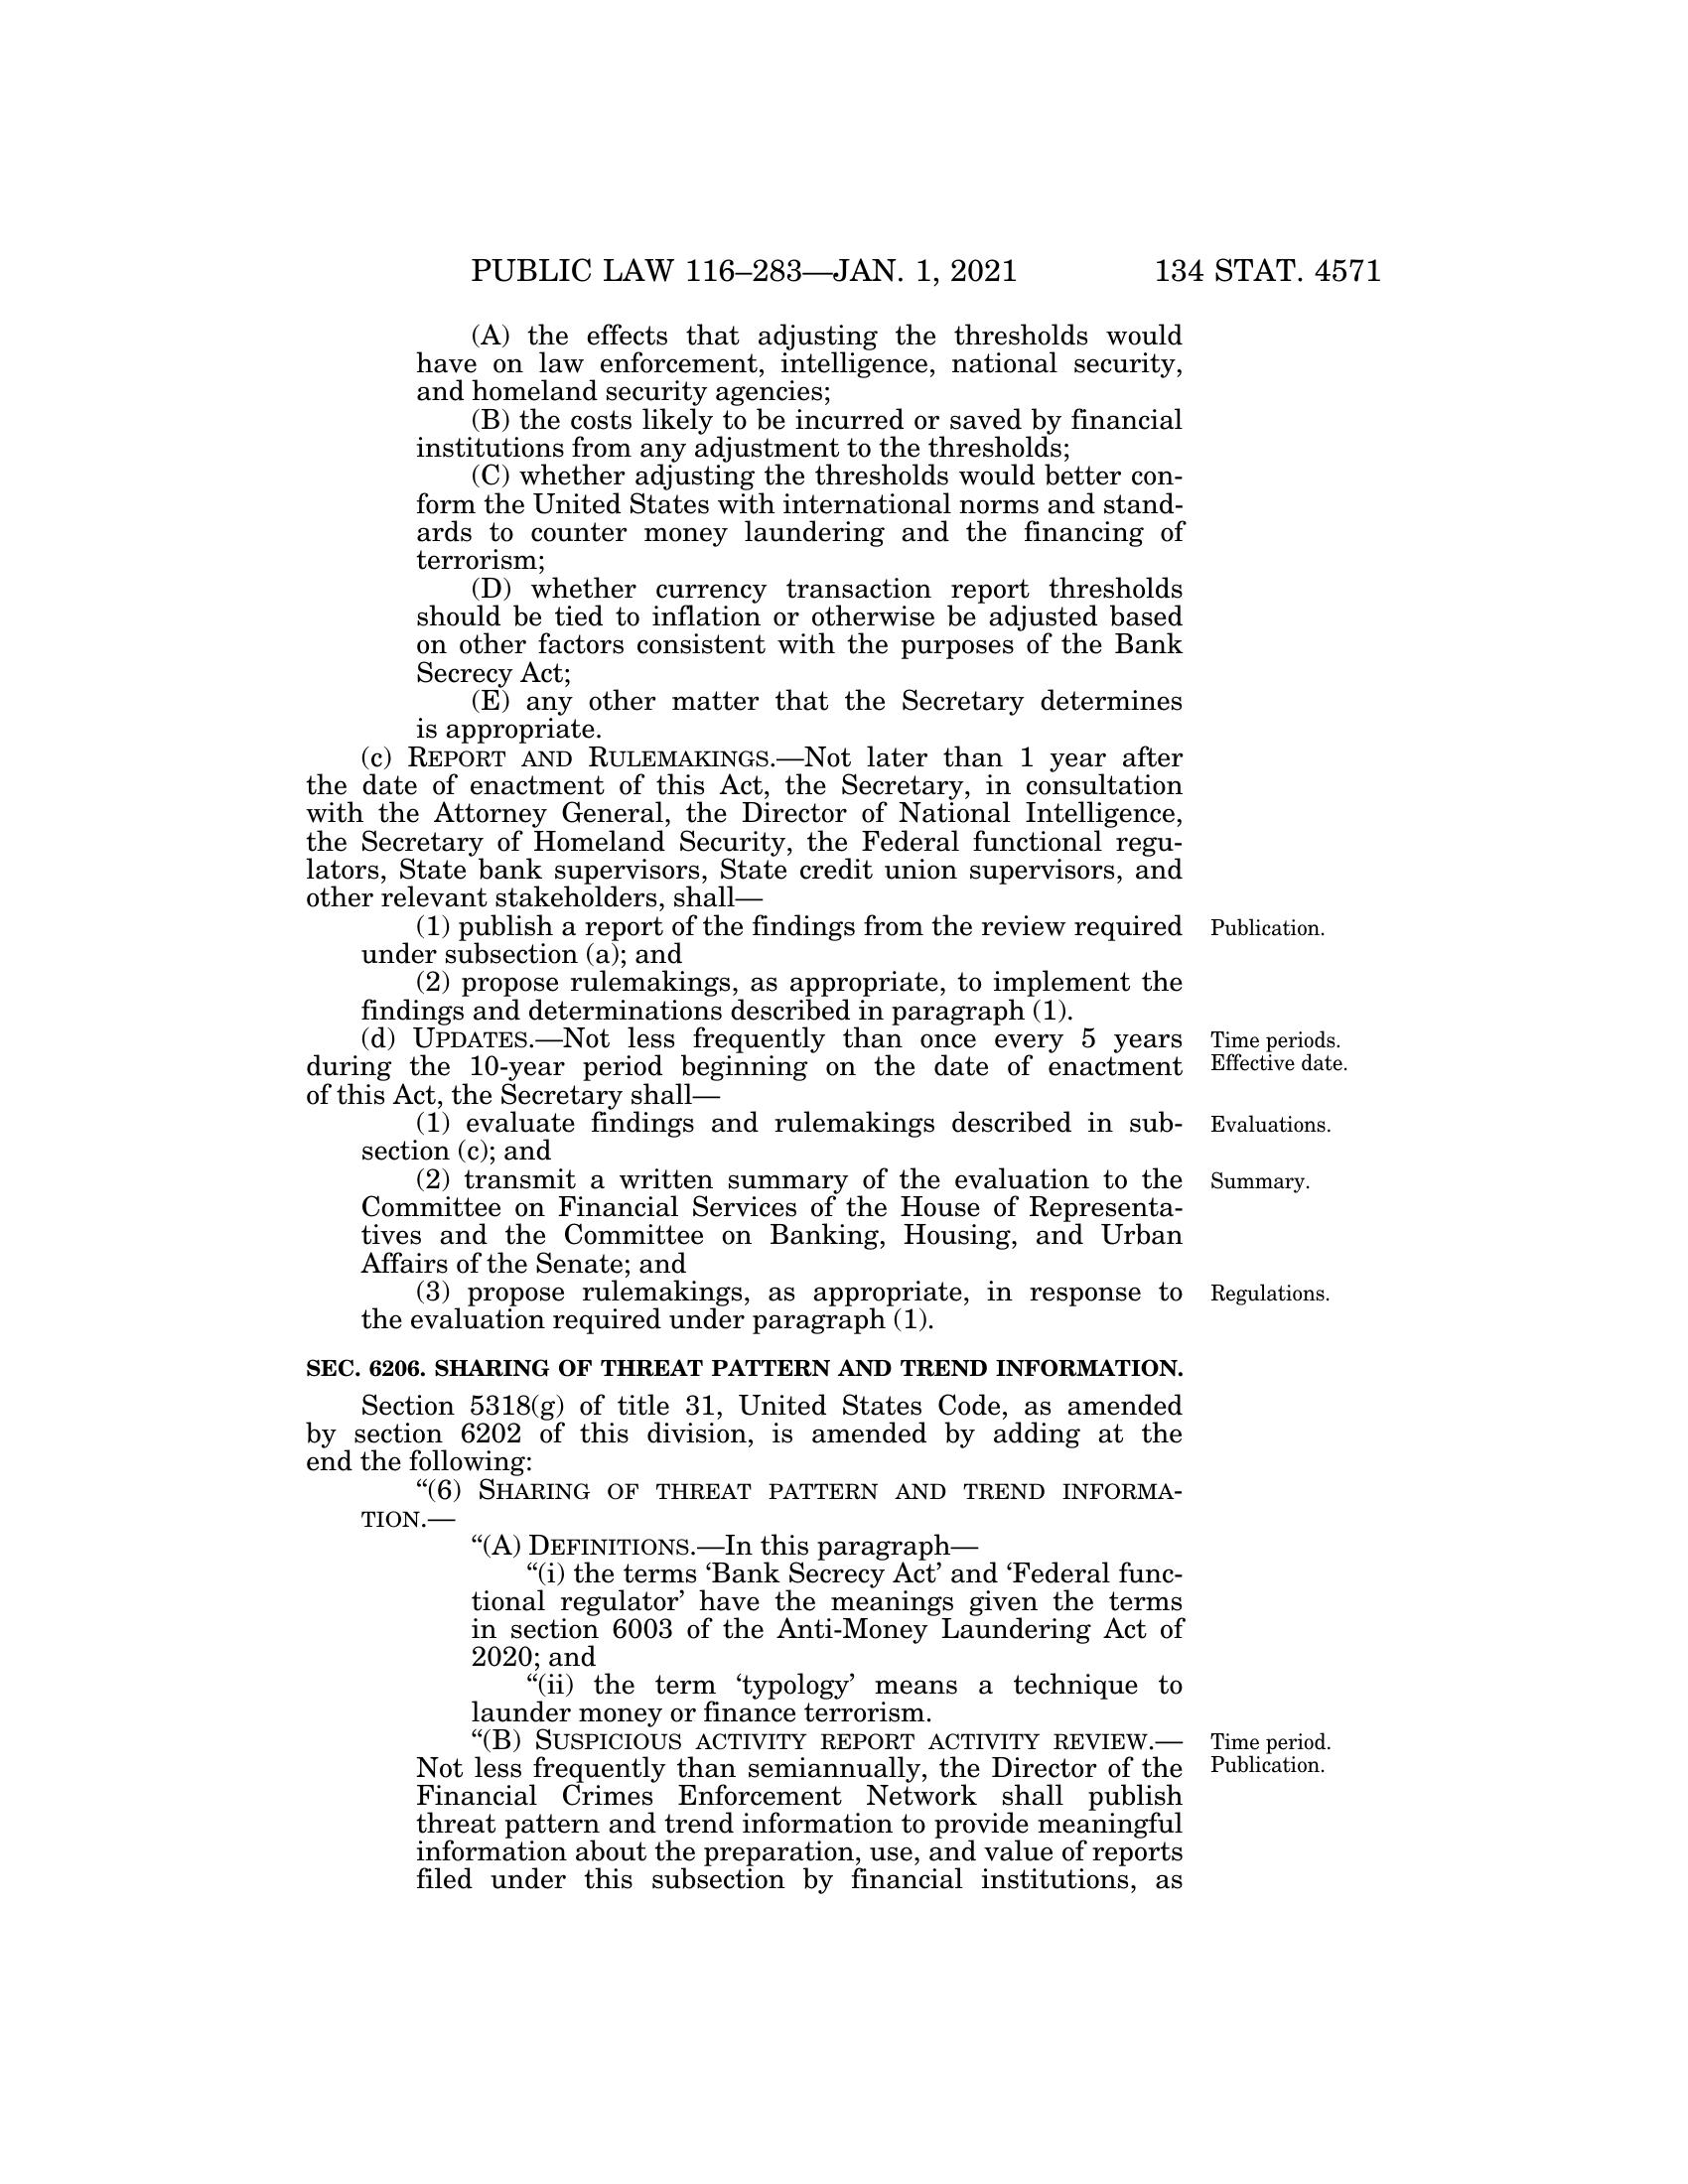 PUBLIC LAW 116–283—JAN. 1, 2021 134 STAT. 4571
(A) the effects that adjusting the thresholds would
have on law enforcement, intelligence, national security,
and homeland security agencies;
(B) the costs likely to be incurred or saved by financial
institutions from any adjustment to the thresholds;
(C) whether adjusting the thresholds would better con-
form the United States with international norms and stand-
ards to counter money laundering and the financing of
terrorism;
(D) whether currency transaction report thresholds
should be tied to inflation or otherwise be adjusted based
on other factors consistent with the purposes of the Bank
Secrecy Act;
(E) any other matter that the Secretary determines
is appropriate.
(c) REPORT AND RULEMAKINGS.—Not later than 1 year after
the date of enactment of this Act, the Secretary, in consultation
with the Attorney General, the Director of National Intelligence,
the Secretary of Homeland Security, the Federal functional regu-
lators, State bank supervisors, State credit union supervisors, and
other relevant stakeholders, shall—
(1) publish a report of the findings from the review required Publication.
under subsection (a); and
(2) propose rulemakings, as appropriate, to implement the
findings and determinations described in paragraph (1).
(d) UPDATES.—Not less frequently than once every 5 years Time periods.
during the 10-year period beginning on the date of enactment Effective date.
of this Act, the Secretary shall—
(1) evaluate findings and rulemakings described in sub- Evaluations.
section (c); and
(2) transmit a written summary of the evaluation to the Summary.
Committee on Financial Services of the House of Representa-
tives and the Committee on Banking, Housing, and Urban
Affairs of the Senate; and
(3) propose rulemakings, as appropriate, in response to Regulations.
the evaluation required under paragraph (1).
SEC. 6206. SHARING OF THREAT PATTERN AND TREND INFORMATION.
Section 5318(g) of title 31, United States Code, as amended
by section 6202 of this division, is amended by adding at the
end the following:
“(6) SHARING OF THREAT PATTERN AND TREND INFORMA-
TION.—
“(A) DEFINITIONS.—In this paragraph—
“(i) the terms ‘Bank Secrecy Act’ and ‘Federal func-
tional regulator’ have the meanings given the terms
in section 6003 of the Anti-Money Laundering Act of
2020; and
“(ii) the term ‘typology’ means a technique to
launder money or finance terrorism.
“(B) SUSPICIOUS ACTIVITY REPORT ACTIVITY REVIEW.— Time period.
Not less frequently than semiannually, the Director of the Publication.
Financial Crimes Enforcement Network shall publish
threat pattern and trend information to provide meaningful
information about the preparation, use, and value of reports
filed under this subsection by financial institutions, as